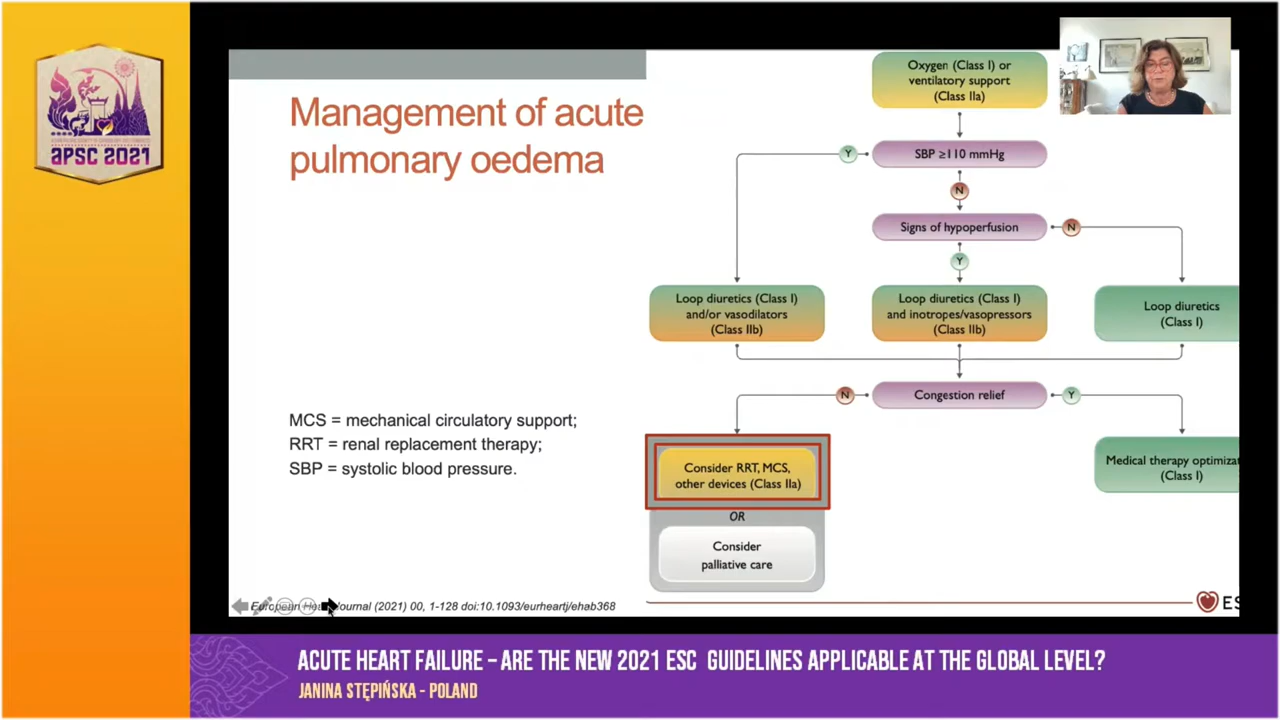 APSC 2021
Management of acute
pulmonary oedema
MCS = mechanical circulatory support;
RRT = renal replacement therapy;
SBP = systolic blood pressure.
Oxygen (Class I) or
ventilatory support
(Class IIa)
Y
SBP ≥110 mmHg
N
Signs of hypoperfusion
N
Y
Loop diuretics (Class I)
and/or vasodilators
(Class IIb)
Loop diuretics (Class I)
and inotropes/vasopressors
(Class IIb)
Loop diuretics
(Class I)
N
Congestion relief
Y
Consider RRT, MCS,
other devices (Class IIa)
OR
Consider
palliative care
Medical therapy optimizat
(Class I)
European Heart Journal (2021) 00, 1-128 doi:10.1093/eurheartj/ehab368
ES
ACUTE HEART FAILURE – ARE THE NEW 2021 ESC GUIDELINES APPLICABLE AT THE GLOBAL LEVEL?
JANINA STĘPIŃSKA - POLAND